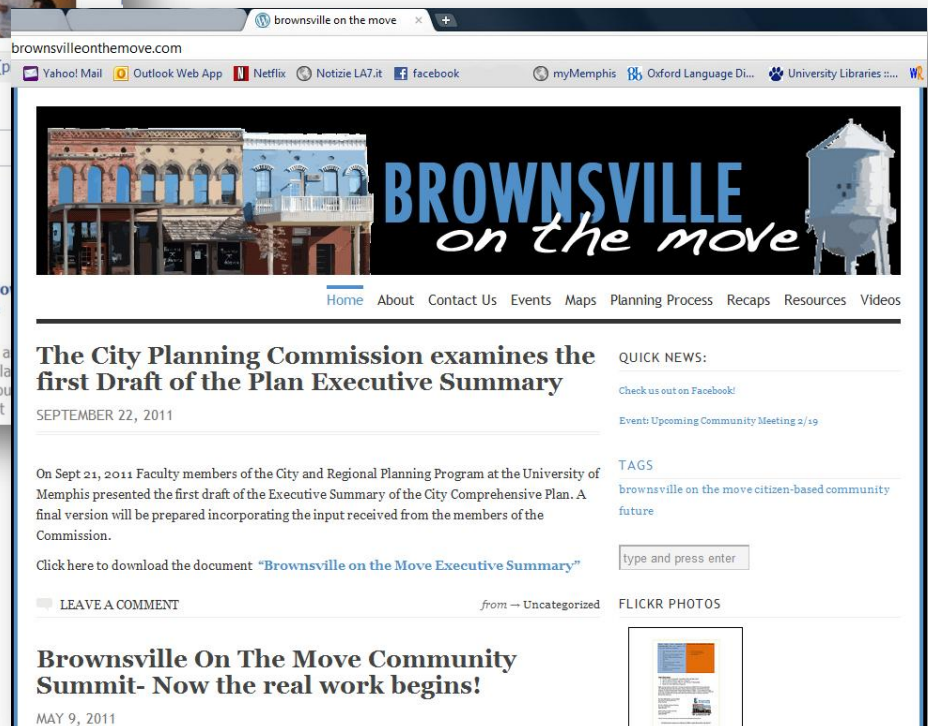 brownsville on the move
brownsvilleonthemove.com
Yahoo! Mail Outlook Web App Netflix Notizie LA7.it facebook myMemphis Oxford Language Di... University Libraries ::...
BROWNSVILLE
on the move
Home About Contact Us Events Maps Planning Process Recaps Resources Videos
The City Planning Commission examines the
first Draft of the Plan Executive Summary
SEPTEMBER 22, 2011
On Sept 21, 2011 Faculty members of the City and Regional Planning Program at the University of
Memphis presented the first draft of the Executive Summary of the City Comprehensive Plan. A
final version will be prepared incorporating the input received from the members of the
Commission.
Click here to download the document "Brownsville on the Move Executive Summary"
LEAVE A COMMENT
from → Uncategorized
Brownsville On The Move Community
Summit- Now the real work begins!
MAY 9, 2011
QUICK NEWS:
Check us out on Facebook!
Event: Upcoming Community Meeting 2/19
TAGS
brownsville on the move citizen-based community
future
type and press enter
FLICKR PHOTOS